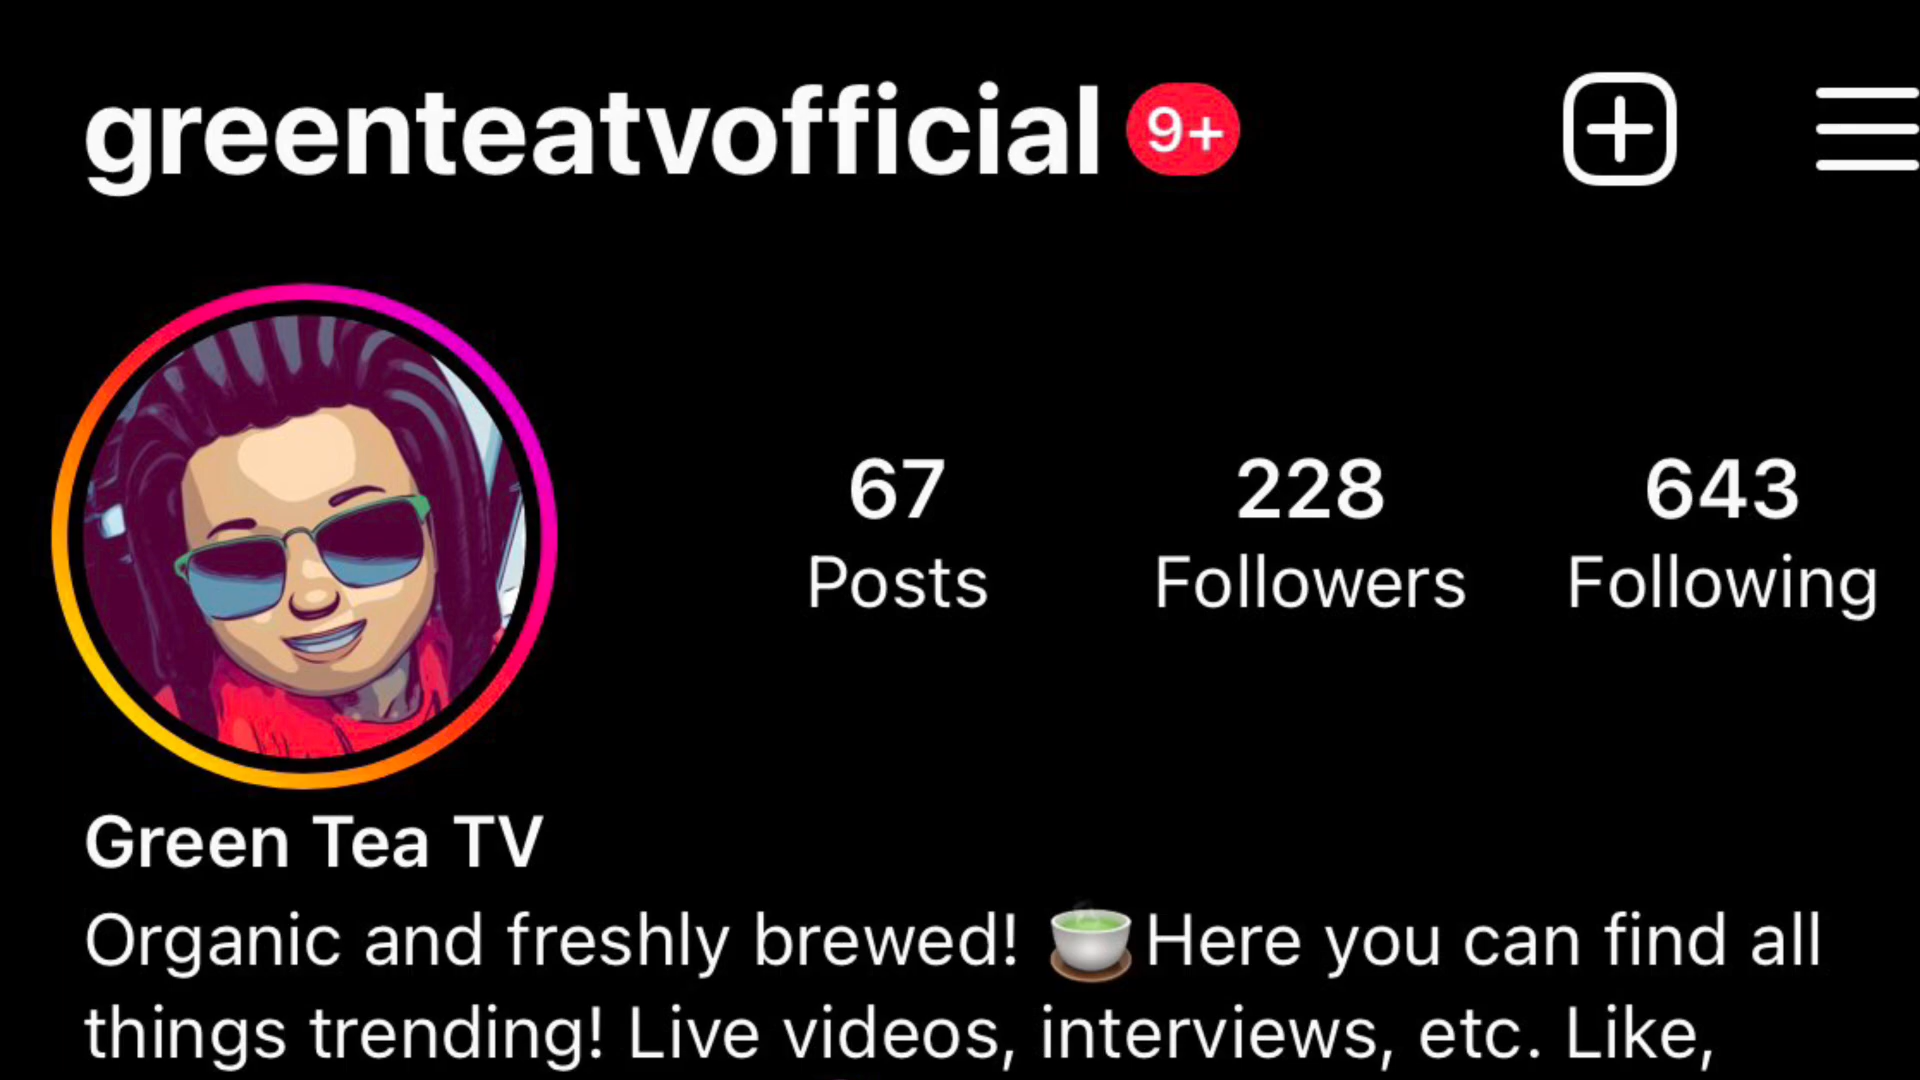 greenteatvofficial 9+
67 228 643
Posts Followers Following
Green Tea TV
Organic and freshly brewed! 🍵Here you can find all
things trending! Live videos, interviews, etc. Like,